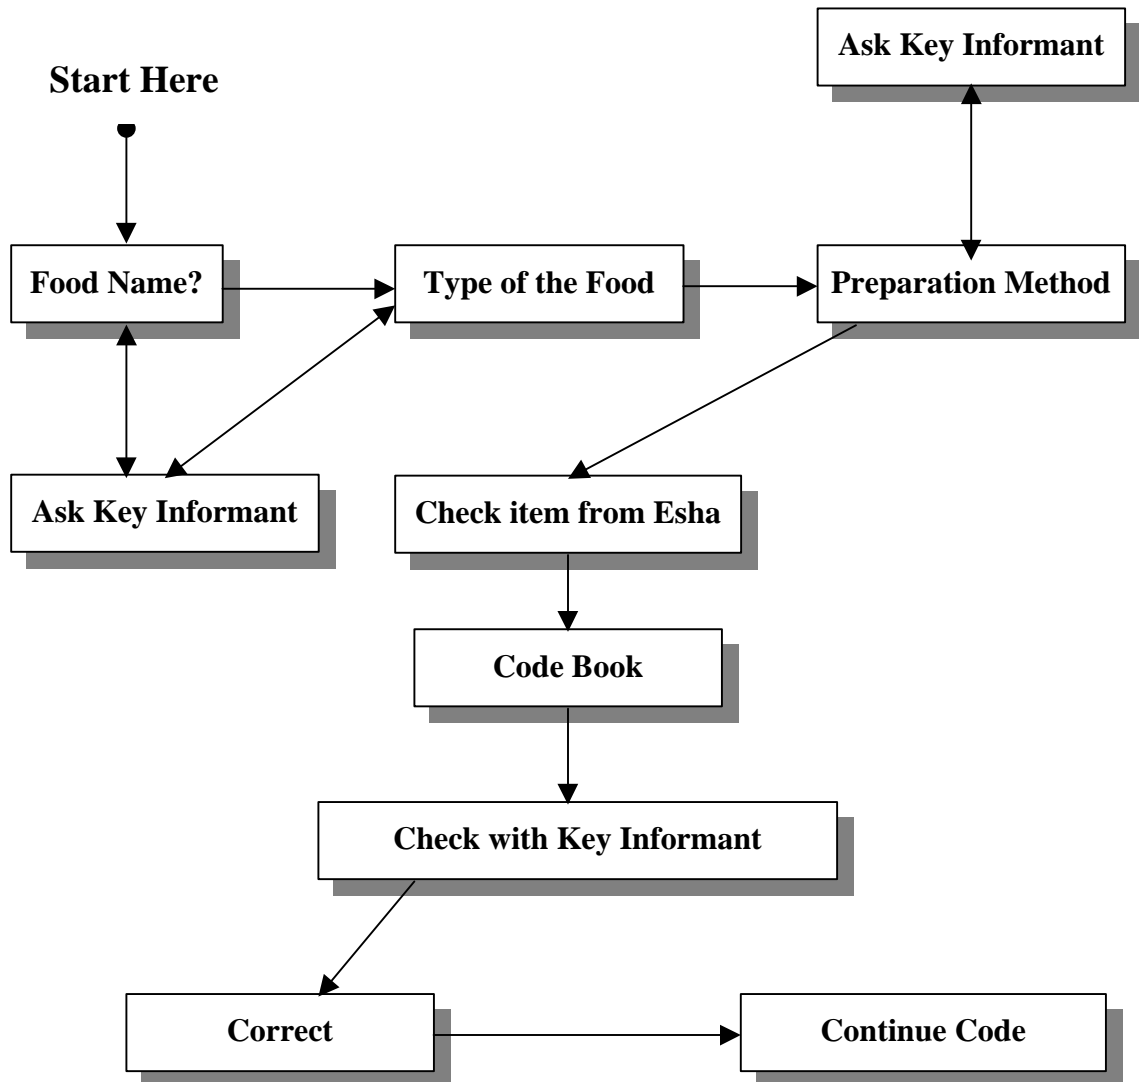 Ask Key Informant
Start Here
Food Name?
Type of the Food
Preparation Method
Ask Key Informant
Check item from Esha
Code Book
Check with Key Informant
Correct
Continue Code